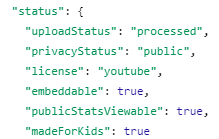 "status": {
"uploadStatus": "processed",
"privacyStatus": "public",
"license": "youtube",
"embeddable": true,
"publicStatsViewable": true,
"madeForKids": true